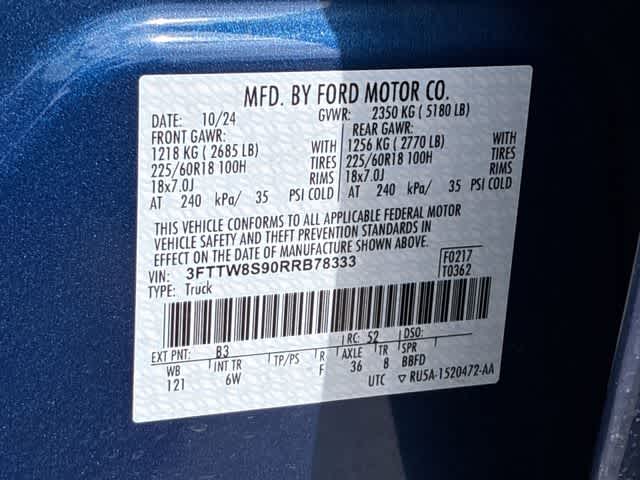 MFD. BY FORD MOTOR CO.
DATE: 10/24 GVWR: 2350 KG ( 5180 LB)
FRONT GAWR: REAR GAWR:
1218 KG ( 2685 LB) WITH 1256 KG ( 2770 LB) WITH
225/60R18 100H TIRES 225/60R18 100H TIRES
18x7.0J RIMS 18x7.0J RIMS
AT 240 kPa/ 35 PSI COLD AT 240 kPa/ 35 PSI COLD
THIS VEHICLE CONFORMS TO ALL APPLICABLE FEDERAL MOTOR
VEHICLE SAFETY AND THEFT PREVENTION STANDARDS IN
EFFECT ON THE DATE OF MANUFACTURE SHOWN ABOVE.
VIN: 3FTTW8S90RRB78333 F0217
TYPE: Truck T0362
EXT PNT: B3 RC: 52 DSO:
WB INT TR TP/PS R AXLE TR SPR
121 6W F 36 8 BBFD
UTC ▽ RU5A-1520472-AA